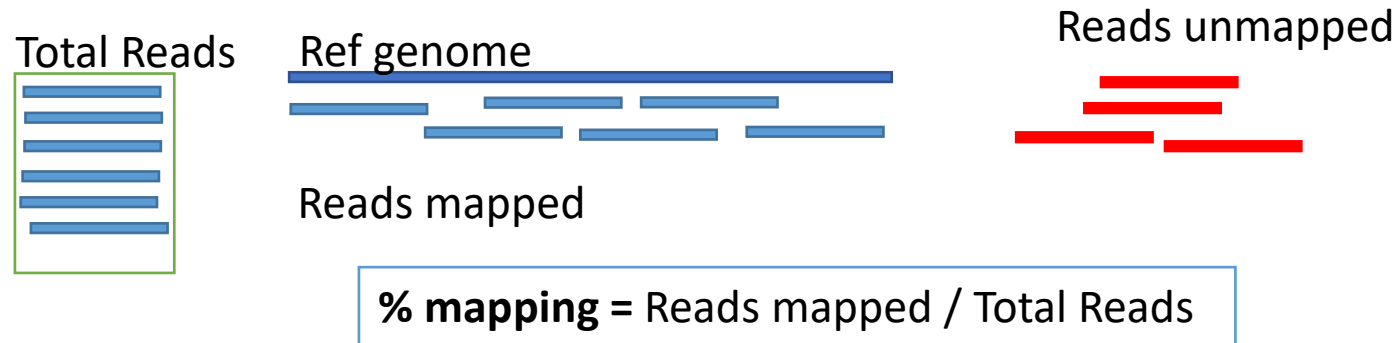 Total Reads
Ref genome
Reads unmapped
Reads mapped
% mapping = Reads mapped / Total Reads